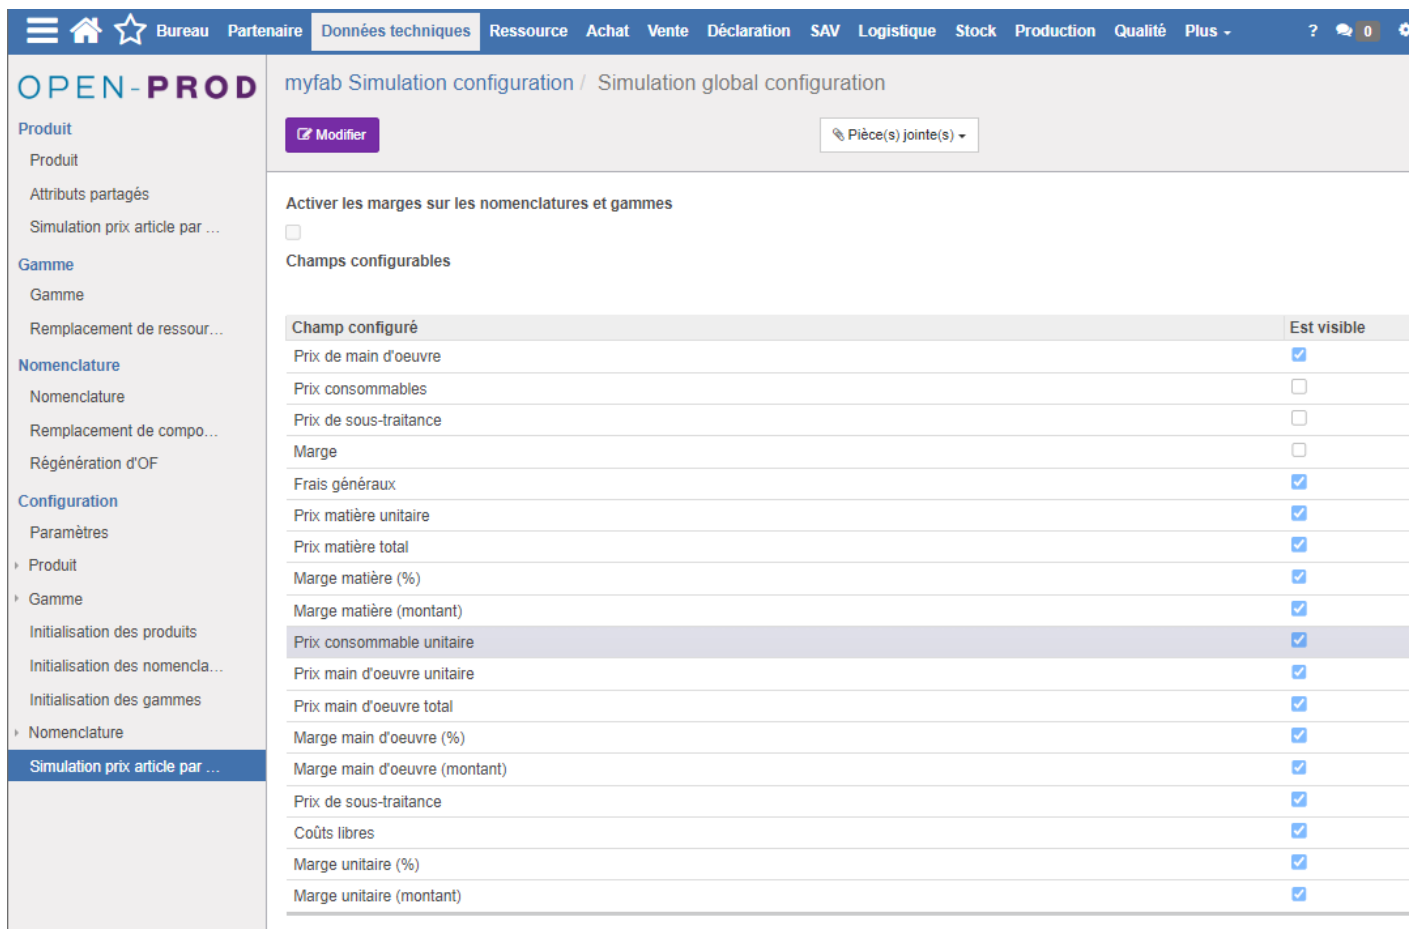 Bureau Partenaire Données techniques Ressource Achat Vente Déclaration SAV Logistique Stock Production Qualité Plus ? 0
OPEN-PROD
Produit
Produit
Attributs partagés
Simulation prix article par ...
Gamme
Gamme
Remplacement de ressour...
Nomenclature
Nomenclature
Remplacement de compo...
Régénération d'OF
Configuration
Paramètres
Produit
Gamme
Initialisation des produits
Initialisation des nomencla...
Initialisation des gammes
Nomenclature
Simulation prix article par ...
myfab Simulation configuration / Simulation global configuration
Modifier
Pièce(s) jointe(s)
Activer les marges sur les nomenclatures et gammes
Champs configurables
Champ configuré Est visible
Prix de main d'oeuvre
Prix consommables
Prix de sous-traitance
Marge
Frais généraux
Prix matière unitaire
Prix matière total
Marge matière (%)
Marge matière (montant)
Prix consommable unitaire
Prix main d'oeuvre unitaire
Prix main d'oeuvre total
Marge main d'oeuvre (%)
Marge main d'oeuvre (montant)
Prix de sous-traitance
Coûts libres
Marge unitaire (%)
Marge unitaire (montant)